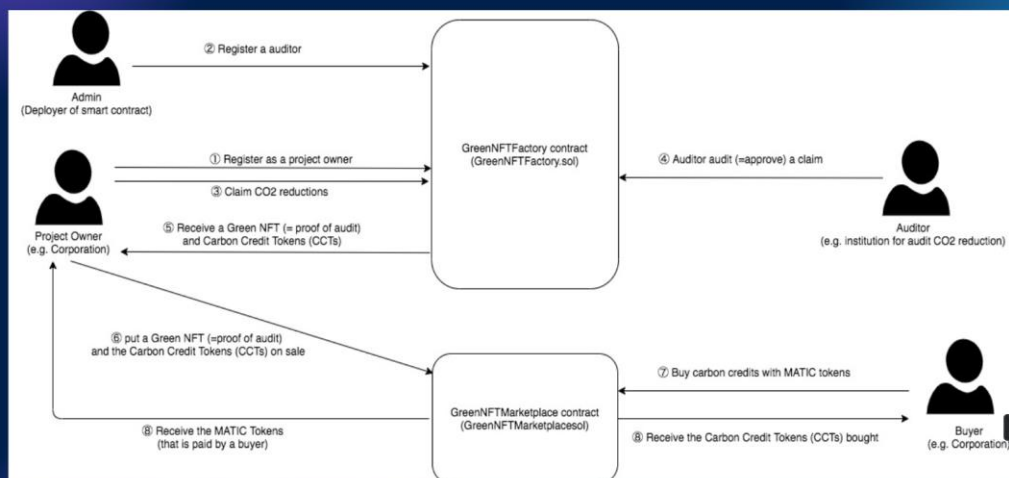 ② Register a auditor
Admin
(Deployer of smart contract)
GreenNFTFactory contract
(GreenNFTFactory.sol)
① Register as a project owner
③ Claim CO2 reductions
④ Auditor audit (=approve) a claim
⑤ Receive a Green NFT (= proof of audit)
and Carbon Credit Tokens (CCTs)
Project Owner
(e.g. Corporation)
Auditor
(e.g. institution for audit CO2 reduction)
⑥ put a Green NFT (=proof of audit)
and the Carbon Credit Tokens (CCTs) on sale
⑦ Buy carbon credits with MATIC tokens
GreenNFTMarketplace contract
(GreenNFTMarketplacesol)
⑧ Receive the MATIC Tokens
(that is paid by a buyer)
⑧ Receive the Carbon Credit Tokens (CCTs) bought
Buyer
(e.g. Corporation)